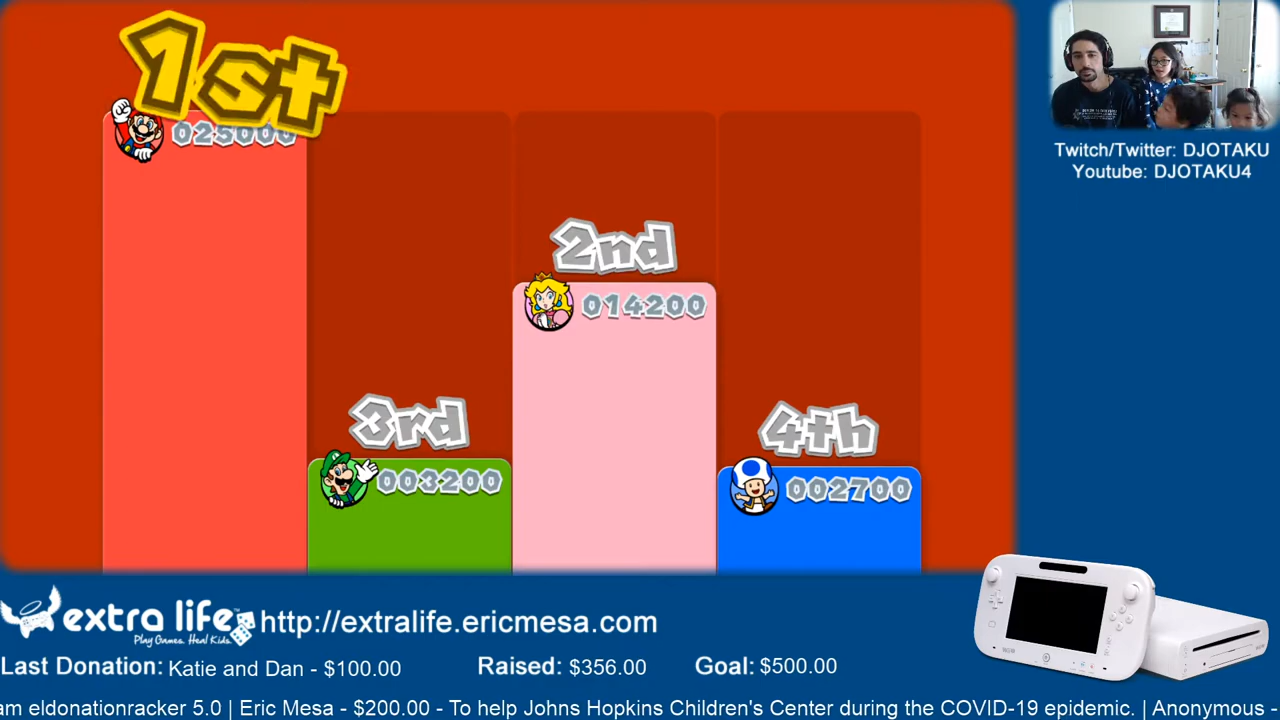 1st
025000
2nd
014200
3rd
003200
4th
002700
Twitch/Twitter: DJOTAKU
Youtube: DJOTAKU4
extra life
Play Games. Heal Kids.
http://extralife.ericmesa.com
Last Donation: Katie and Dan - $100.00 Raised: $356.00 Goal: $500.00
am eldonationracker 5.0 | Eric Mesa - $200.00 - To help Johns Hopkins Children's Center during the COVID-19 epidemic. | Anonymous -